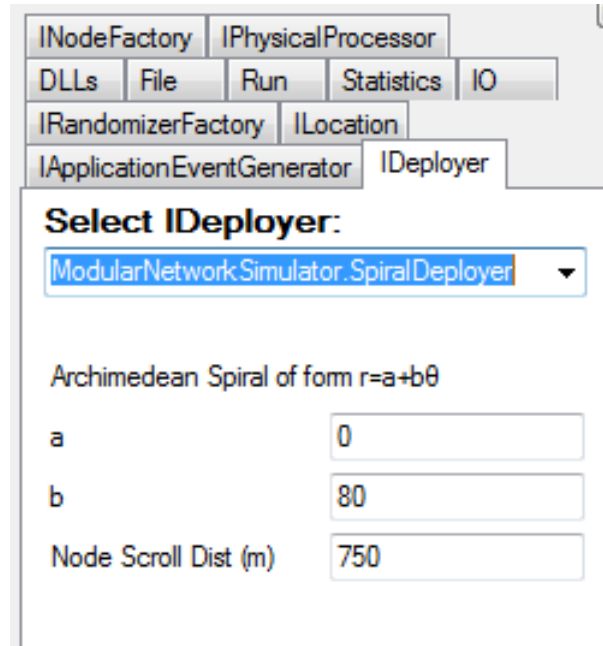 INodeFactory IPhysicalProcessor
DLLs File Run Statistics IO
IRandomizerFactory ILocation
IApplicationEventGenerator IDeployer
Select IDeployer:
ModularNetworkSimulator.SpiralDeployer
Archimedean Spiral of form r=a+bθ
a 0
b 80
Node Scroll Dist (m) 750